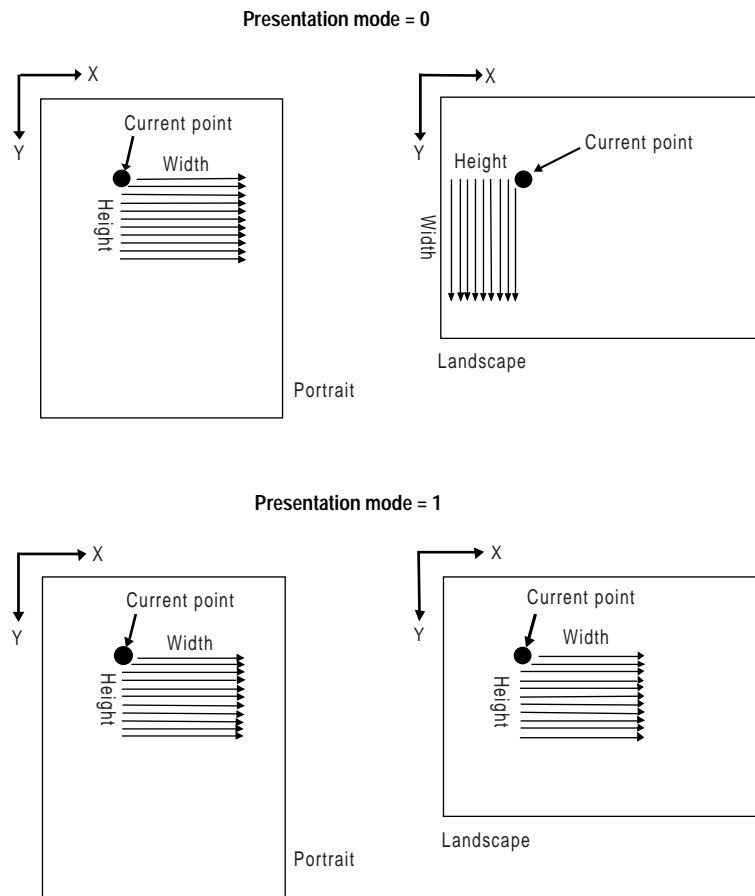 Presentation mode = 0
X
Y
Current point
Width
Height
Portrait
X
Y
Height
Current point
Width
Landscape
Presentation mode = 1
X
Y
Current point
Width
Height
Portrait
X
Y
Current point
Width
Height
Landscape